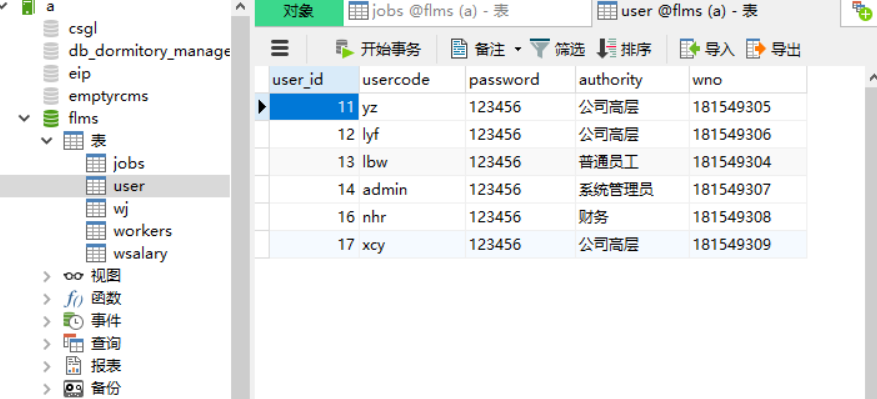 a
csgl
db_dormitory_manage
eip
emptyrcms
flms
表
jobs
user
wj
workers
wsalary
视图
f() 函数
事件
查询
报表
备份
对象 jobs @flms (a) - 表 user @flms (a) - 表
开始事务 备注 筛选 排序 导入 导出
user_id usercode password authority wno
11 yz 123456 公司高层 181549305
12 lyf 123456 公司高层 181549306
13 lbw 123456 普通员工 181549304
14 admin 123456 系统管理员 181549307
16 nhr 123456 财务 181549308
17 xcy 123456 公司高层 181549309